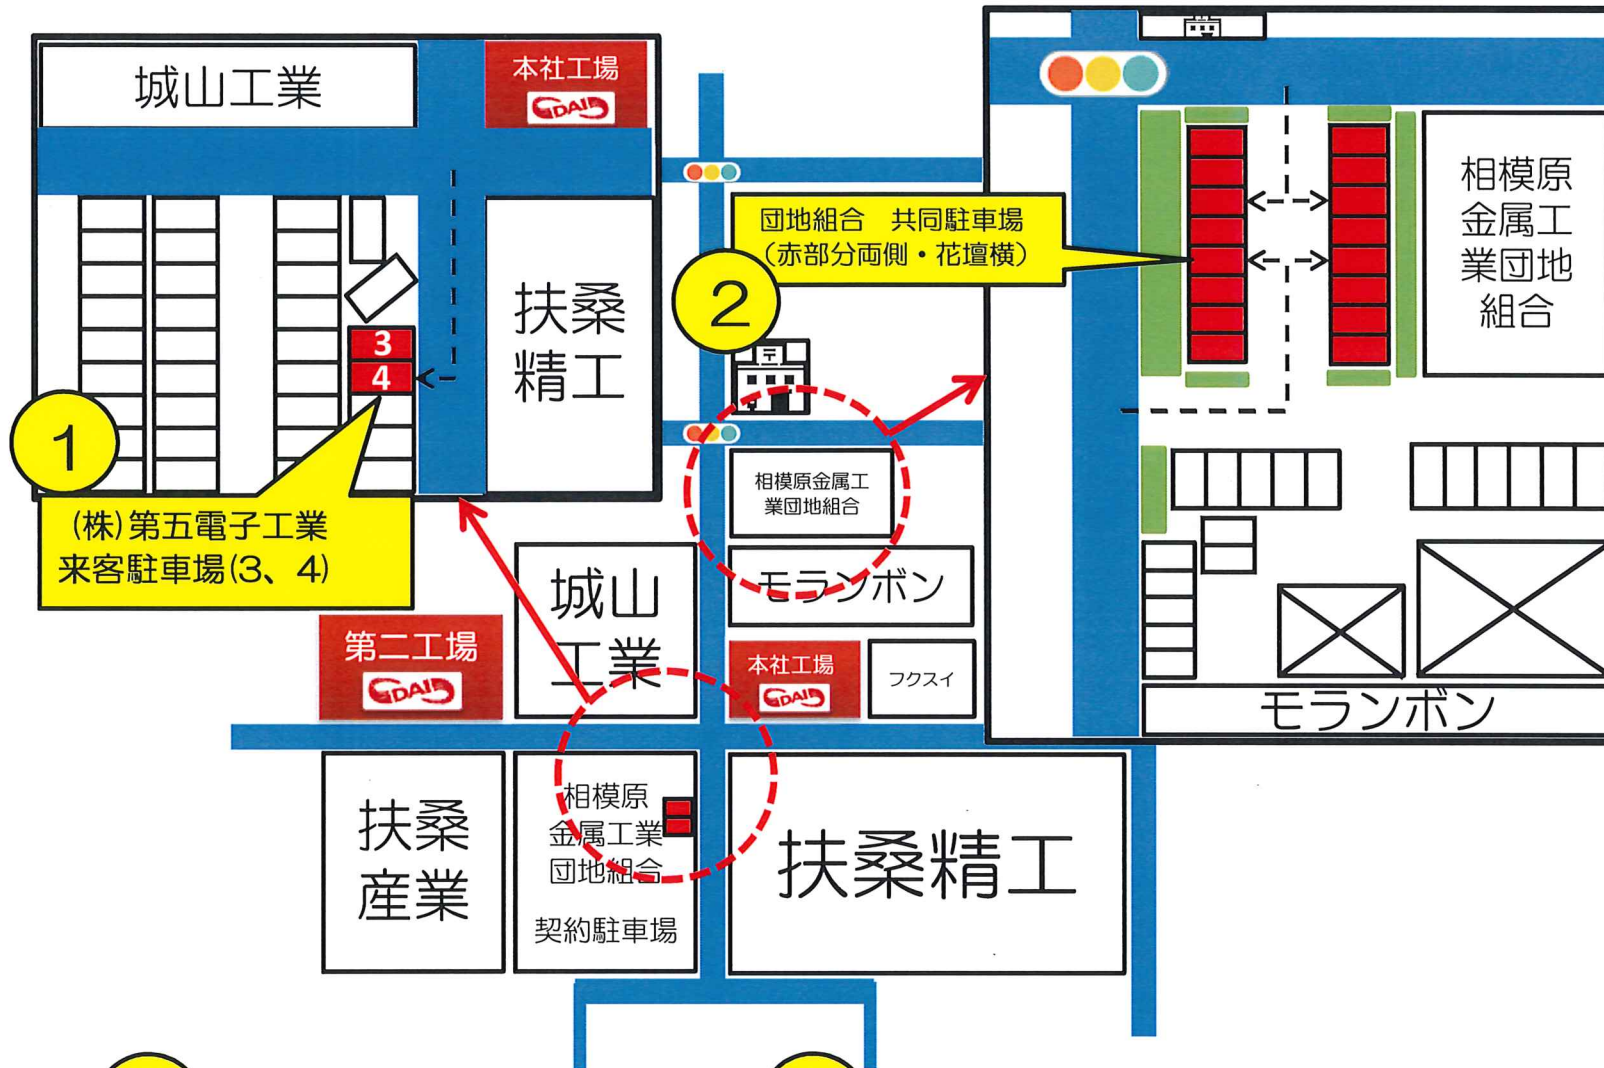 城山工業
本社工場
GDAI5
扶桑
精工
3
4
1
(株)第五電子工業
来客駐車場(3、4)
団地組合　共同駐車場
(赤部分両側・花壇横)
2
〒
相模原
金属工
業団地
組合
モランボン
相模原金属工
業団地組合
城山
工業
モランボン
第二工場
GDAI5
本社工場
GDAI5
フクスイ
扶桑
産業
相模原
金属工業
団地組合
契約駐車場
扶桑精工